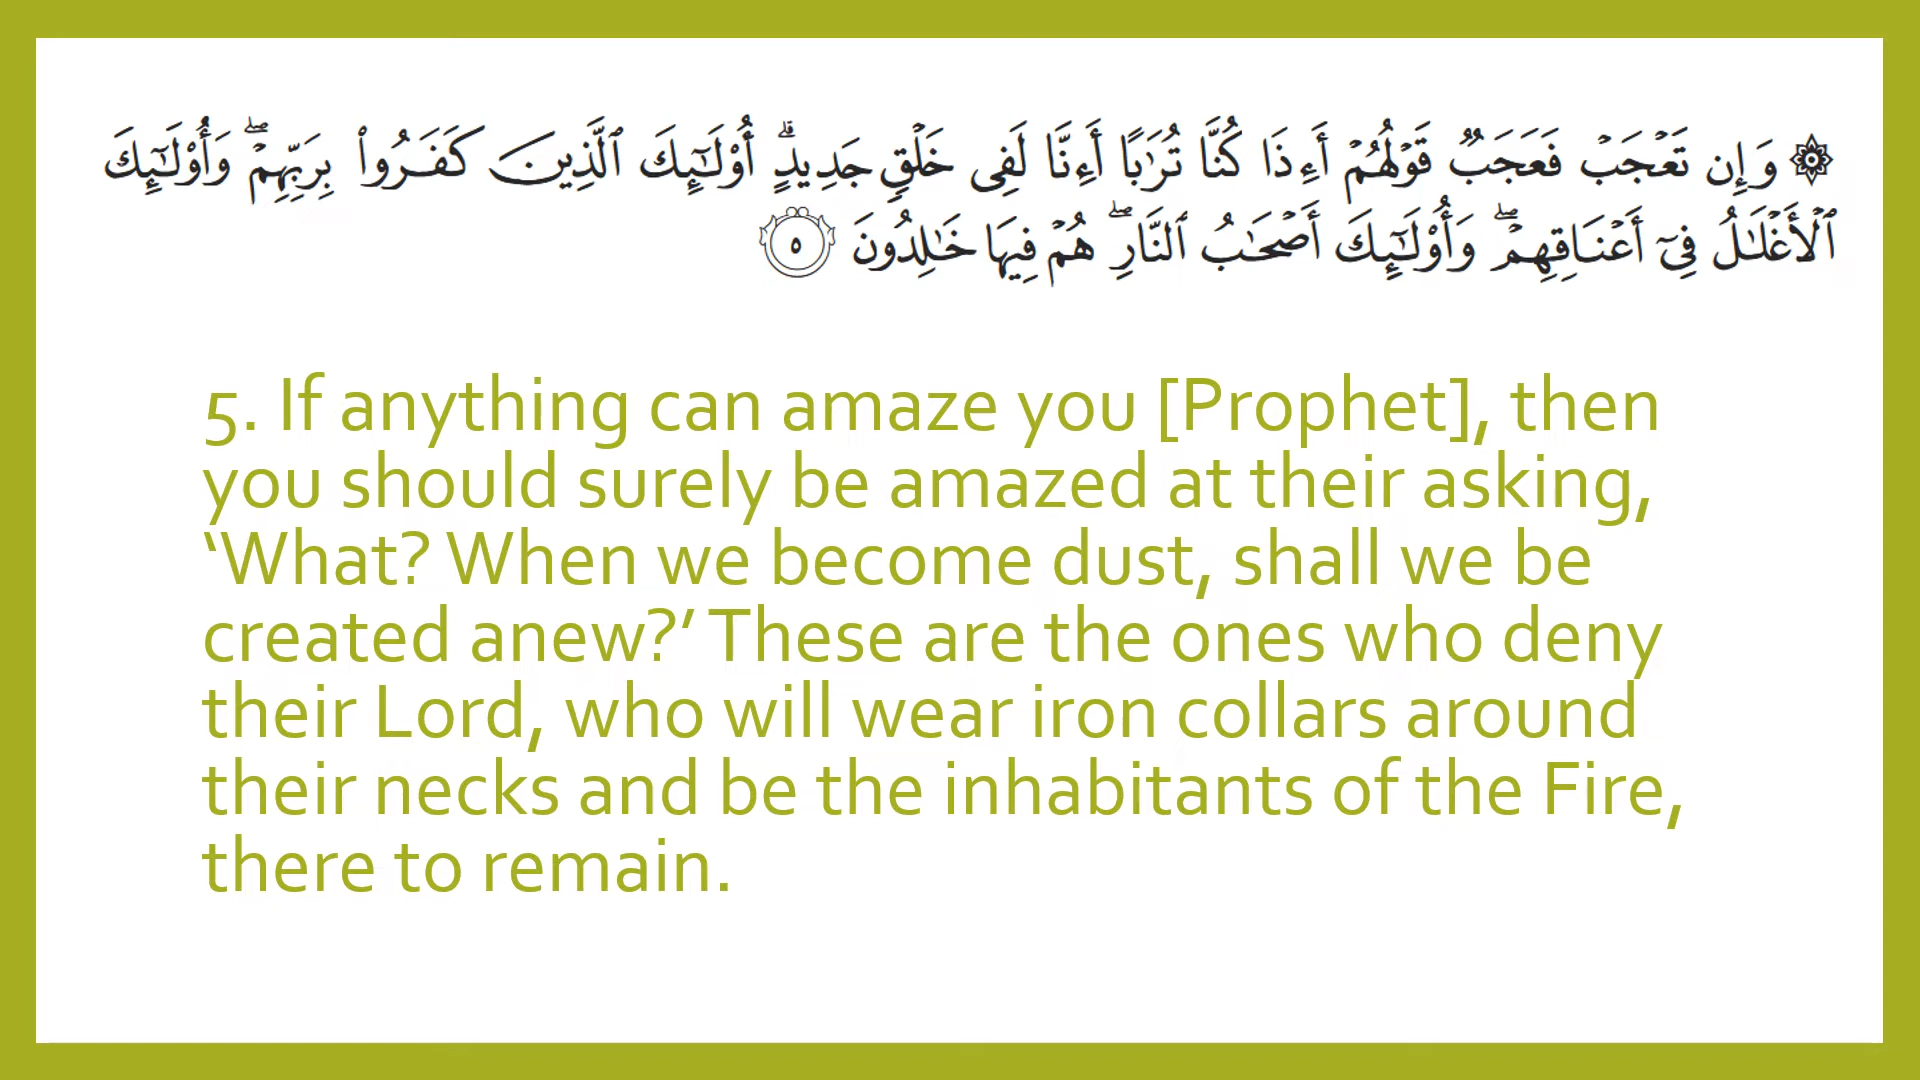 ۞ وَإِن تَعۡجَبۡ فَعَجَبٞ قَوۡلُهُمۡ أَءِذَا كُنَّا تُرَٰبًا أَءِنَّا لَفِى خَلۡقٍ جَدِيدٍۗ أُوْلَٰٓئِكَ ٱلَّذِينَ كَفَرُواْ بِرَبِّهِمۡۖ وَأُوْلَٰٓئِكَ
ٱلۡأَغۡلَٰلُ فِىٓ أَعۡنَاقِهِمۡۖ وَأُوْلَٰٓئِكَ أَصۡحَٰبُ ٱلنَّارِۖ هُمۡ فِيهَا خَٰلِدُونَ ٥
5. If anything can amaze you [Prophet], then
you should surely be amazed at their asking,
‘What? When we become dust, shall we be
created anew?’ These are the ones who deny
their Lord, who will wear iron collars around
their necks and be the inhabitants of the Fire,
there to remain.